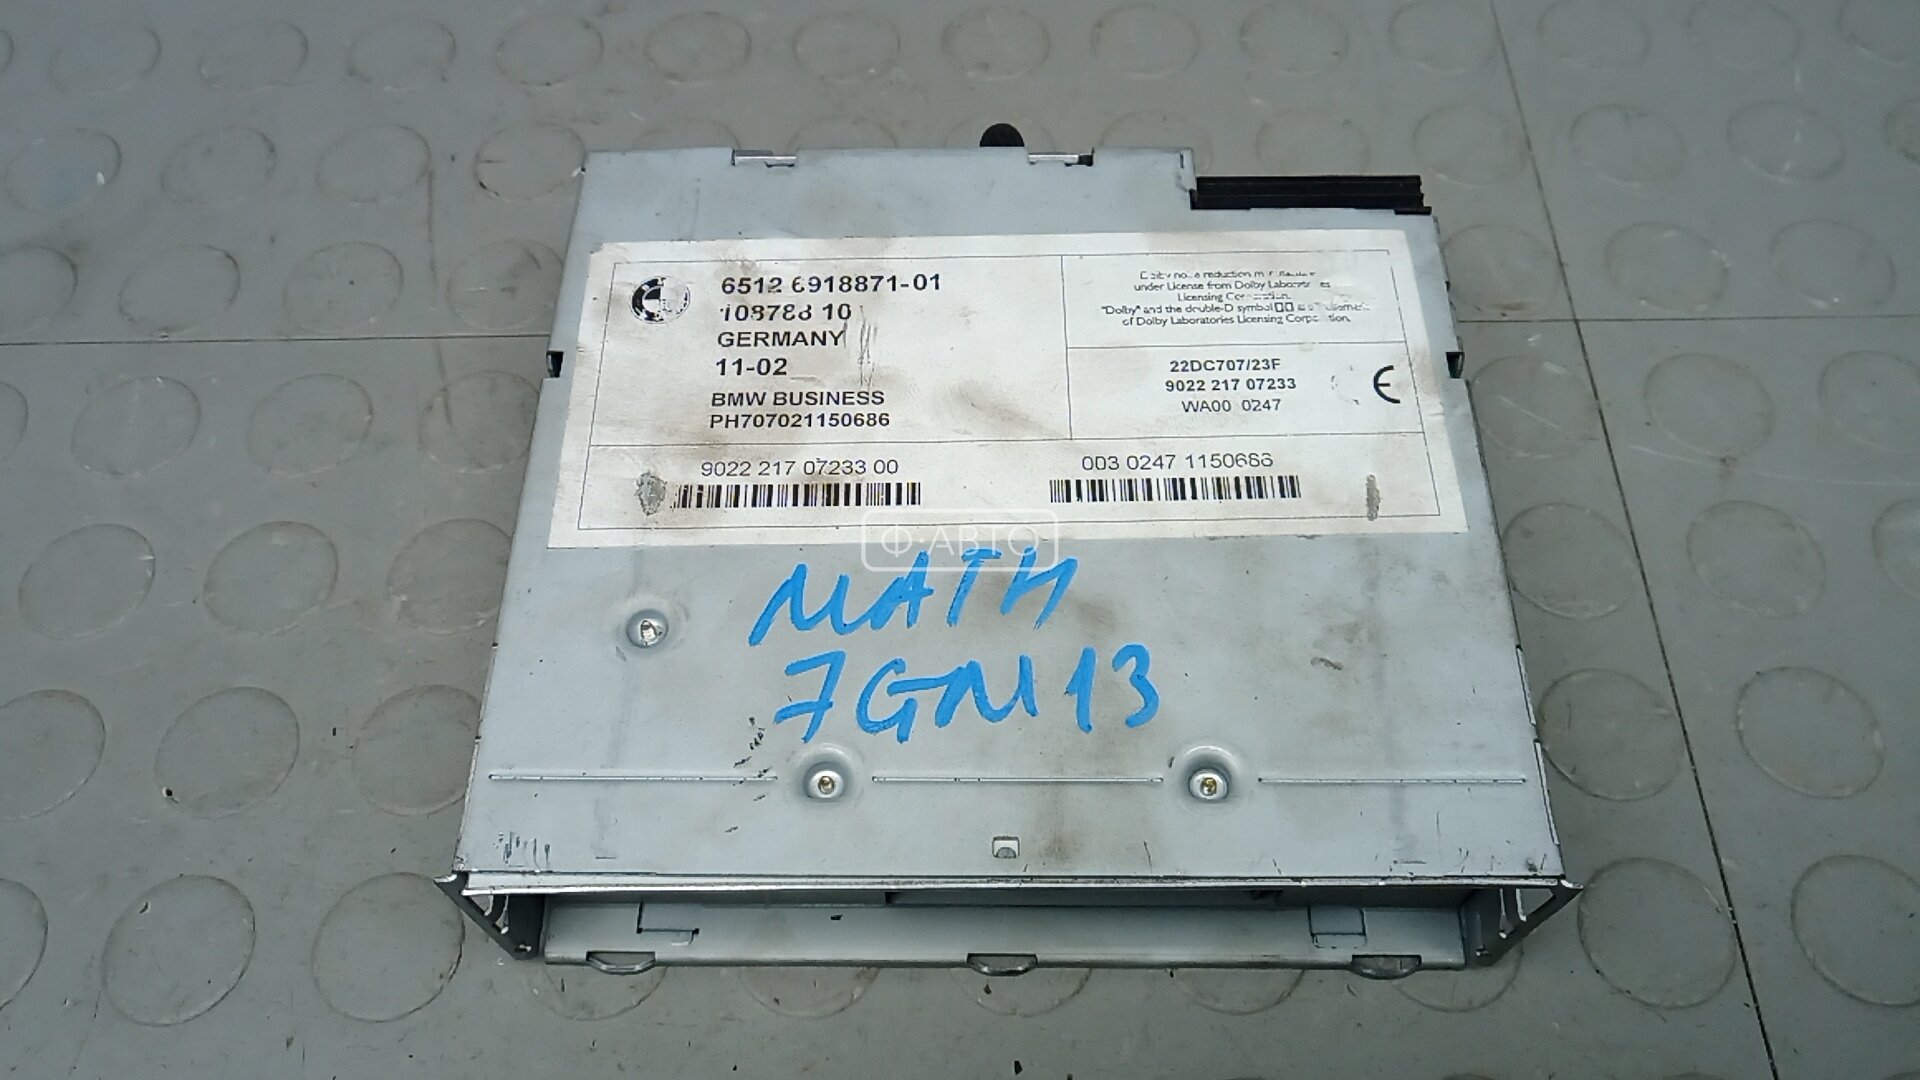 6512 6918871-01
108788 10
GERMANY
11-02
BMW BUSINESS
PH707021150686
under License from Dolby Laboratories
Licensing
"Dolby" and the double-D symbol
of Dolby Laboratories Licensing Corporation.
22DC707/23F
9022 217 07233
WA00 0247
CE
9022 217 07233 00
003 0247 1150686
Ф·АВТО
MATH
7GM13